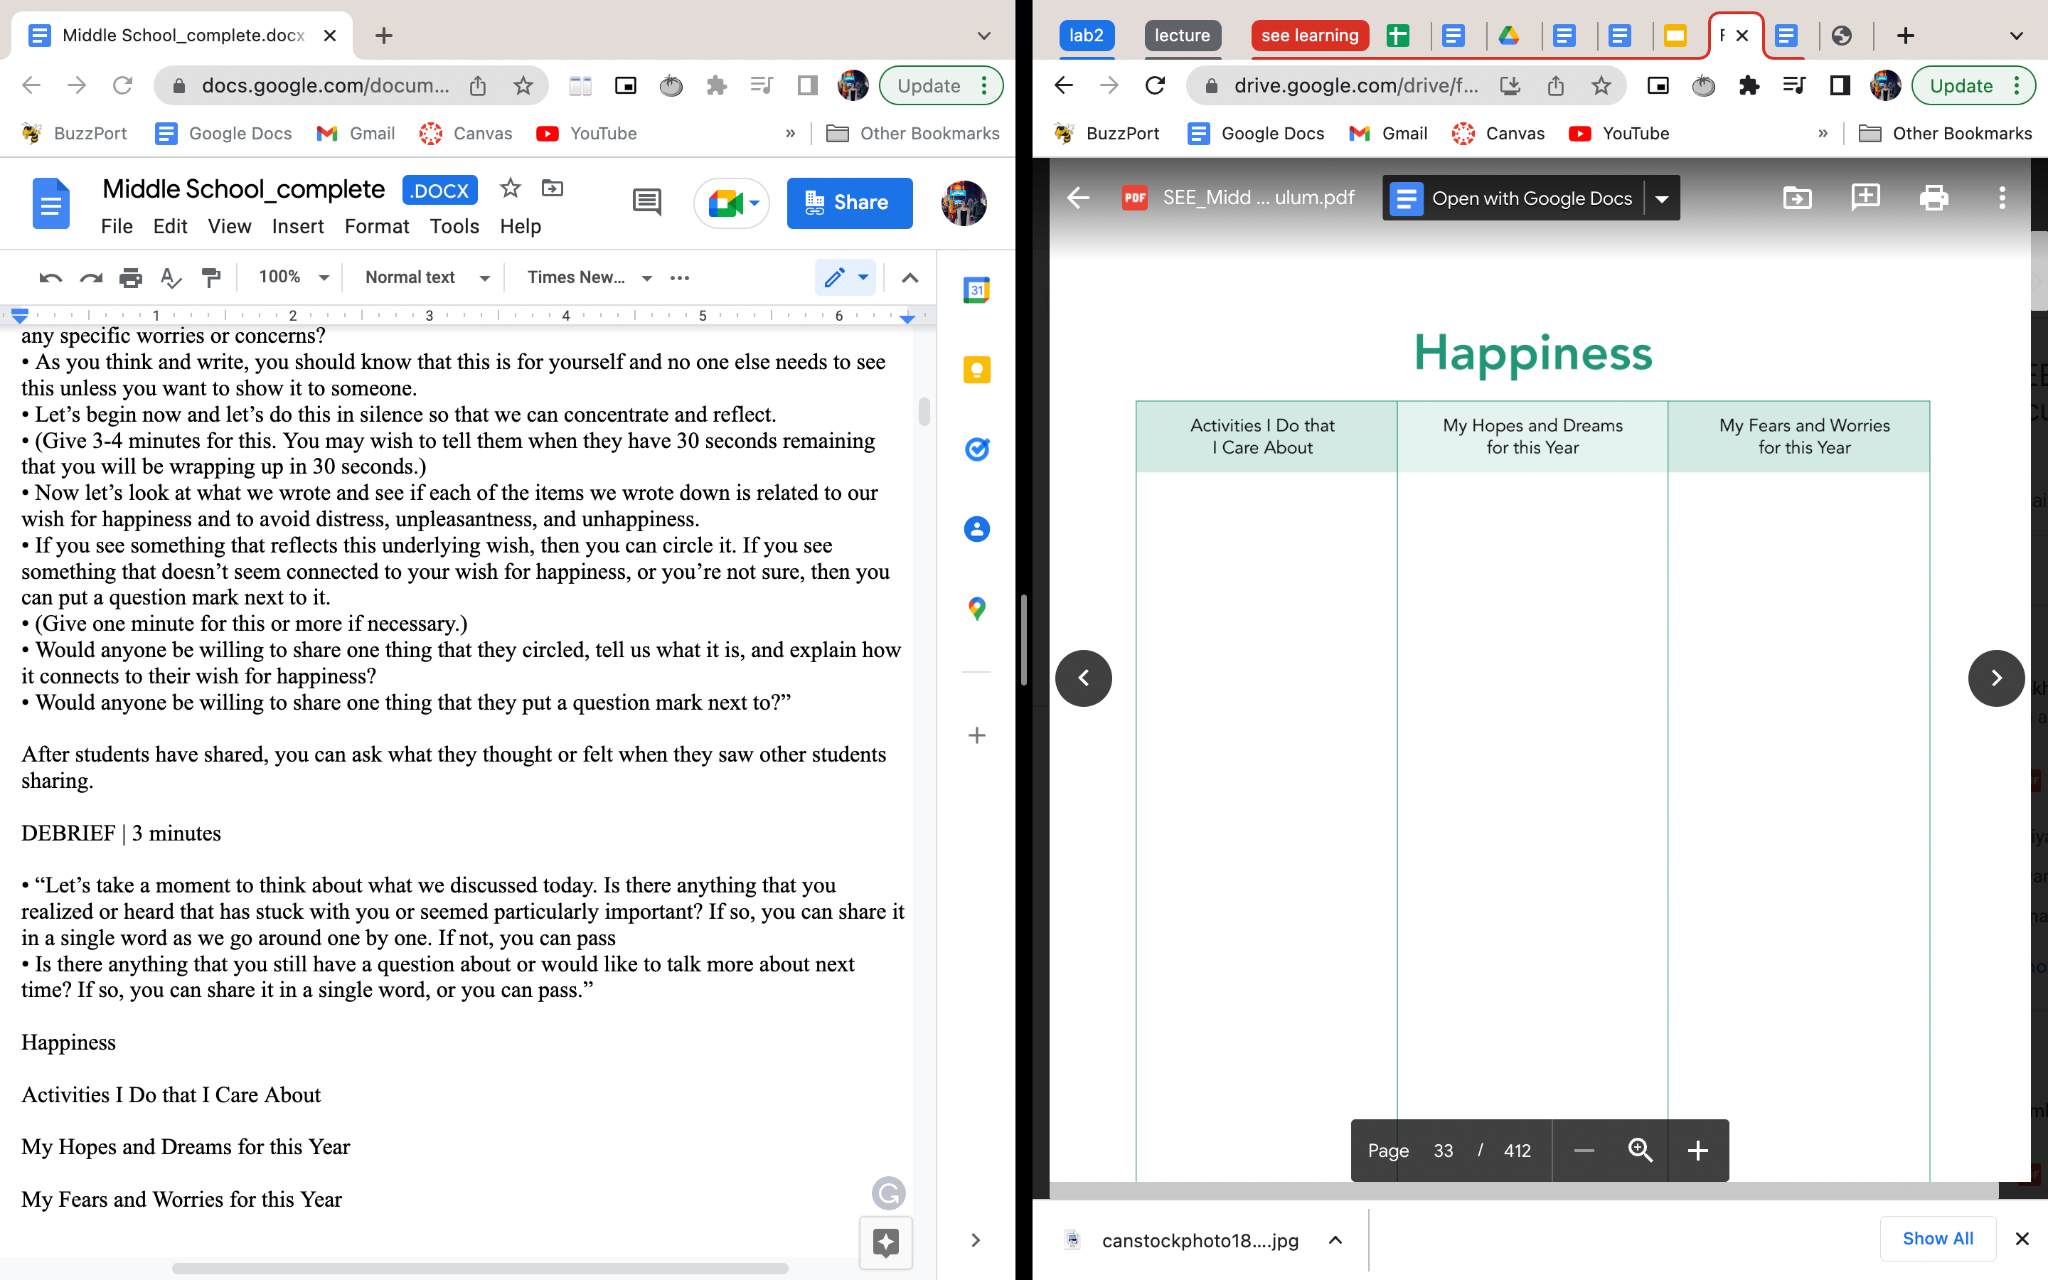 Middle School_complete.docx
docs.google.com/docum...
Update
BuzzPort
Google Docs
Gmail
Canvas
YouTube
»
Other Bookmarks
Middle School_complete
.DOCX
Share
File Edit View Insert Format Tools Help
100%
Normal text
Times New...
31
1 2 3 4 5 6
any specific worries or concerns?
• As you think and write, you should know that this is for yourself and no one else needs to see
this unless you want to show it to someone.
• Let’s begin now and let’s do this in silence so that we can concentrate and reflect.
• (Give 3-4 minutes for this. You may wish to tell them when they have 30 seconds remaining
that you will be wrapping up in 30 seconds.)
• Now let’s look at what we wrote and see if each of the items we wrote down is related to our
wish for happiness and to avoid distress, unpleasantness, and unhappiness.
• If you see something that reflects this underlying wish, then you can circle it. If you see
something that doesn’t seem connected to your wish for happiness, or you’re not sure, then you
can put a question mark next to it.
• (Give one minute for this or more if necessary.)
• Would anyone be willing to share one thing that they circled, tell us what it is, and explain how
it connects to their wish for happiness?
• Would anyone be willing to share one thing that they put a question mark next to?”
After students have shared, you can ask what they thought or felt when they saw other students
sharing.
DEBRIEF | 3 minutes
• “Let’s take a moment to think about what we discussed today. Is there anything that you
realized or heard that has stuck with you or seemed particularly important? If so, you can share it
in a single word as we go around one by one. If not, you can pass
• Is there anything that you still have a question about or would like to talk more about next
time? If so, you can share it in a single word, or you can pass.”
Happiness
Activities I Do that I Care About
My Hopes and Dreams for this Year
My Fears and Worries for this Year
lab2
lecture
see learning
drive.google.com/drive/f...
Update
BuzzPort
Google Docs
Gmail
Canvas
YouTube
»
Other Bookmarks
PDF
SEE_Midd ... ulum.pdf
Open with Google Docs
Happiness
Activities I Do that
I Care About
My Hopes and Dreams
for this Year
My Fears and Worries
for this Year
Page 33 / 412
canstockphoto18....jpg
Show All